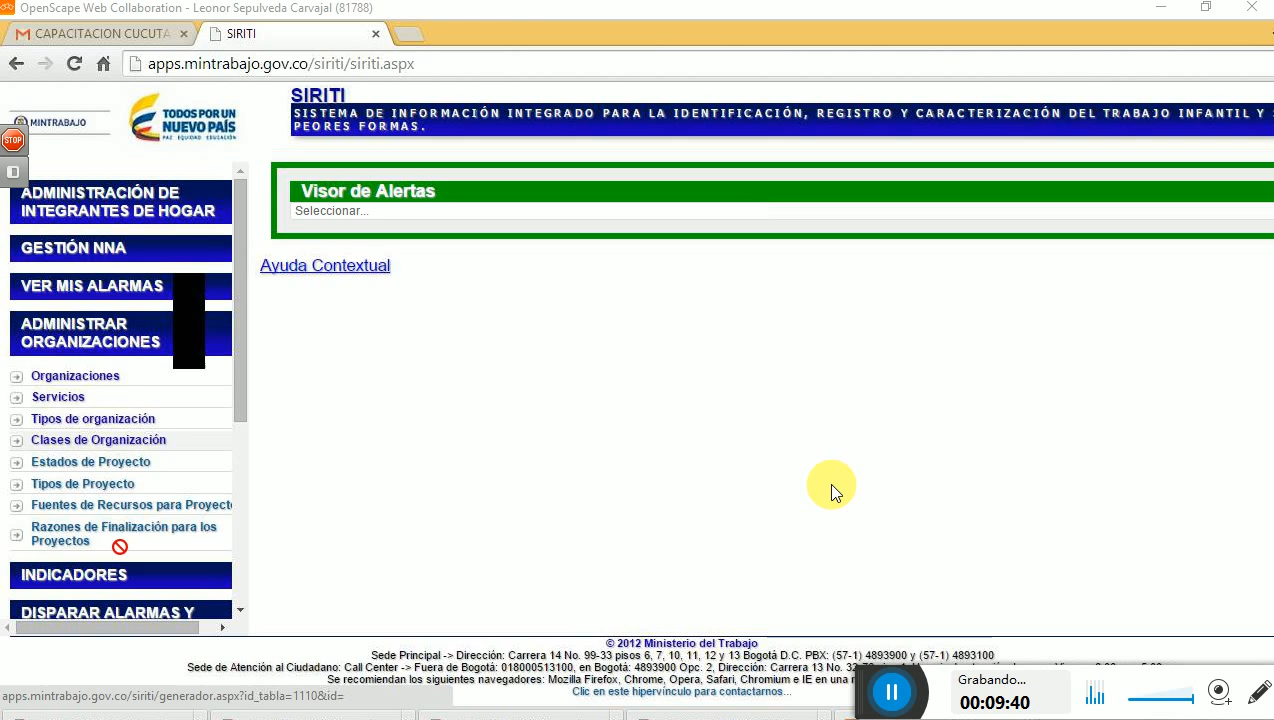 OpenScape Web Collaboration - Leonor Sepulveda Carvajal (81788)
CAPACITACION CUCUTA
SIRITI
apps.mintrabajo.gov.co/siriti/siriti.aspx
MINTRABAJO
TODOS POR UN
NUEVO PAÍS
PAZ EQUIDAD EDUCACIÓN
SIRITI
SISTEMA DE INFORMACIÓN INTEGRADO PARA LA IDENTIFICACIÓN, REGISTRO Y CARACTERIZACIÓN DEL TRABAJO INFANTIL Y
PEORES FORMAS.
STOP
ADMINISTRACIÓN DE
INTEGRANTES DE HOGAR
GESTIÓN NNA
VER MIS ALARMAS
ADMINISTRAR
ORGANIZACIONES
Organizaciones
Servicios
Tipos de organización
Clases de Organización
Estados de Proyecto
Tipos de Proyecto
Fuentes de Recursos para Proyecto
Razones de Finalización para los
Proyectos
INDICADORES
DISPARAR ALARMAS Y
Visor de Alertas
Seleccionar...
Ayuda Contextual
© 2012 Ministerio del Trabajo
Sede Principal -> Dirección: Carrera 14 No. 99-33 pisos 6, 7, 10, 11, 12 y 13 Bogotá D.C. PBX: (57-1) 4893900 y (57-1) 4893100
Sede de Atención al Ciudadano: Call Center -> Fuera de Bogotá: 018000513100, en Bogotá: 4893900 Opc. 2, Dirección: Carrera 13 No.
Se recomiendan los siguientes navegadores: Mozilla Firefox, Chrome, Opera, Safari, Chromium e IE en una
Clic en este hipervínculo para contactarnos...
apps.mintrabajo.gov.co/siriti/generador.aspx?id_tabla=1110&id=
Grabando...
00:09:40